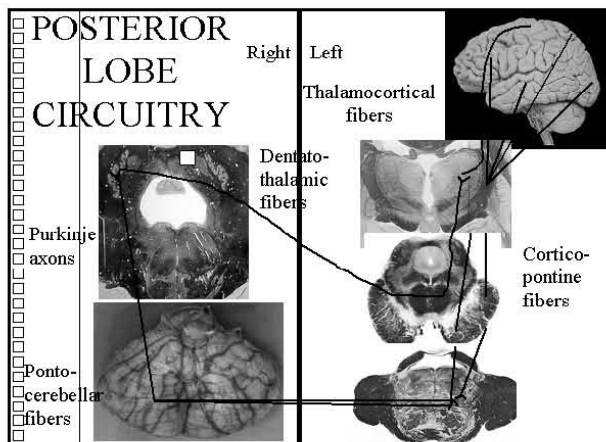 POSTERIOR
LOBE
CIRCUITRY
Right
Left
Thalamocortical
fibers
Dentato-
thalamic
fibers
Purkinje
axons
Cortico-
pontine
fibers
Ponto-
cerebellar
fibers